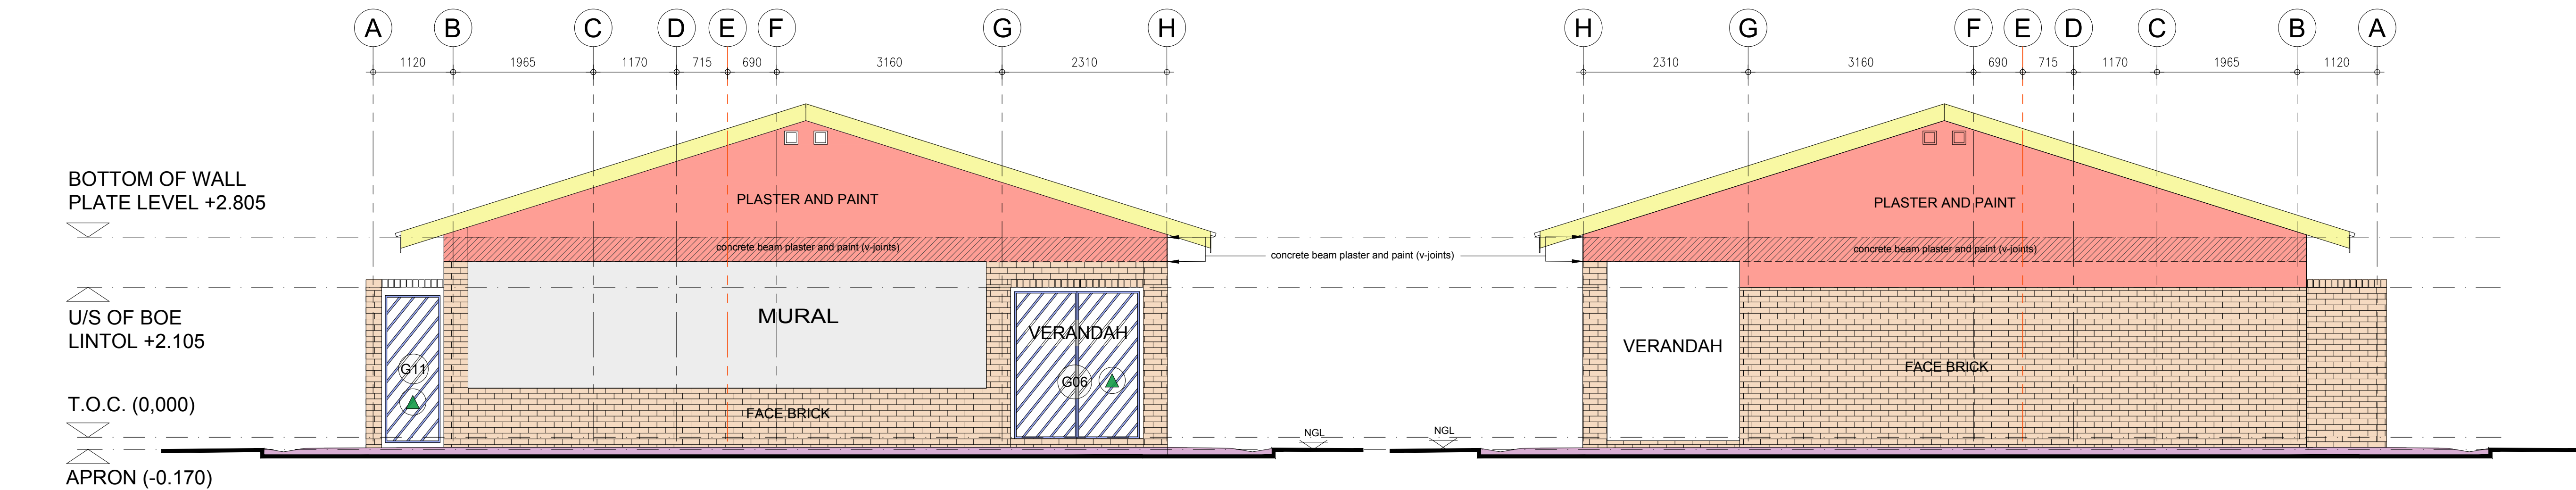 A B C D E F G H
H G F E D C B A
1120 1965 1170 715 690 3160 2310
2310 3160 690 715 1170 1965 1120
BOTTOM OF WALL
PLATE LEVEL +2.805
PLASTER AND PAINT
PLASTER AND PAINT
concrete beam plaster and paint (v-joints)
concrete beam plaster and paint (v-joints)
concrete beam plaster and paint (v-joints)
U/S OF BOE
LINTOL +2.105
MURAL
VERANDAH
VERANDAH
G11
G06
FACE BRICK
T.O.C. (0,000)
FACE BRICK
NGL
NGL
APRON (-0.170)